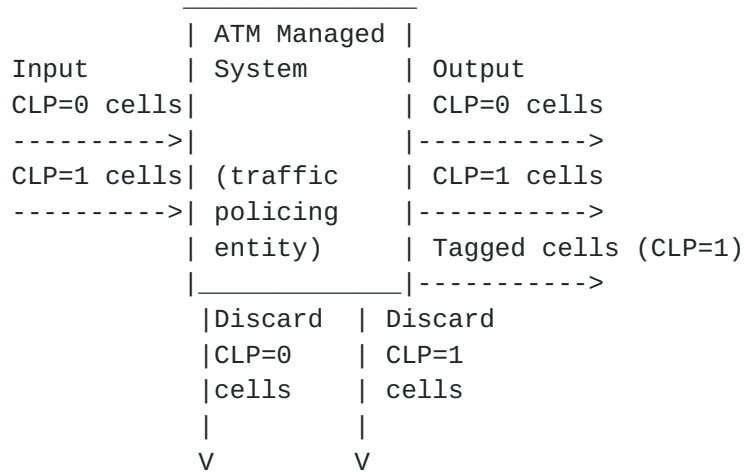 ATM Managed
Input System Output
CLP=0 cells CLP=0 cells
CLP=1 cells (traffic CLP=1 cells
policing
entity) Tagged cells (CLP=1)
Discard Discard
CLP=0 CLP=1
cells cells
V V